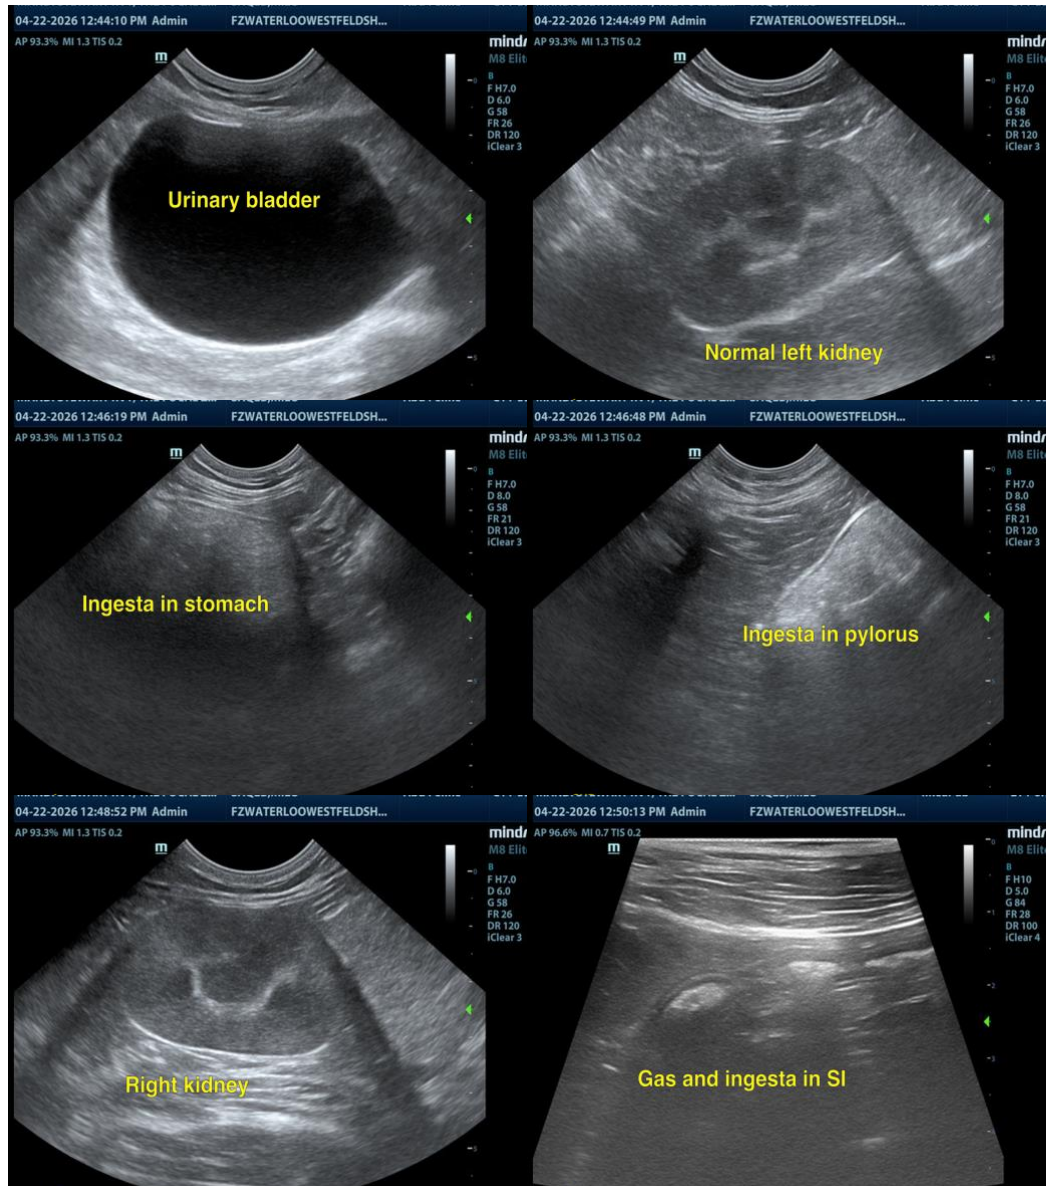 04-22-2026 12:44:10 PM Admin FZWATERLOOWESTFELDSH...
AP 93.3% MI 1.3 TIS 0.2
m
M8 Elite
B
F H7.0
D 6.0
G 58
FR 26
DR 120
iClear 3
Urinary bladder
04-22-2026 12:44:49 PM Admin FZWATERLOOWESTFELDSH...
AP 93.3% MI 1.3 TIS 0.2
m
B
F H7.0
D 6.0
G 58
FR 26
DR 120
iClear 3
Normal left kidney
04-22-2026 12:46:19 PM Admin FZWATERLOOWESTFELDSH...
AP 93.3% MI 1.3 TIS 0.2
m
B
F H7.0
D 8.0
G 58
FR 21
DR 120
iClear 3
Ingesta in stomach
04-22-2026 12:46:48 PM Admin FZWATERLOOWESTFELDSH...
AP 93.3% MI 1.3 TIS 0.2
m
B
F H7.0
D 8.0
G 58
FR 21
DR 120
iClear 3
Ingesta in pylorus
04-22-2026 12:48:52 PM Admin FZWATERLOOWESTFELDSH...
AP 93.3% MI 1.3 TIS 0.2
m
B
F H7.0
D 6.0
G 58
FR 26
DR 120
iClear 3
Right kidney
04-22-2026 12:50:13 PM Admin FZWATERLOOWESTFELDSH...
AP 96.6% MI 0.7 TIS 0.2
m
B
F H10
D 5.0
G 84
FR 28
DR 100
iClear 4
Gas and ingesta in SI